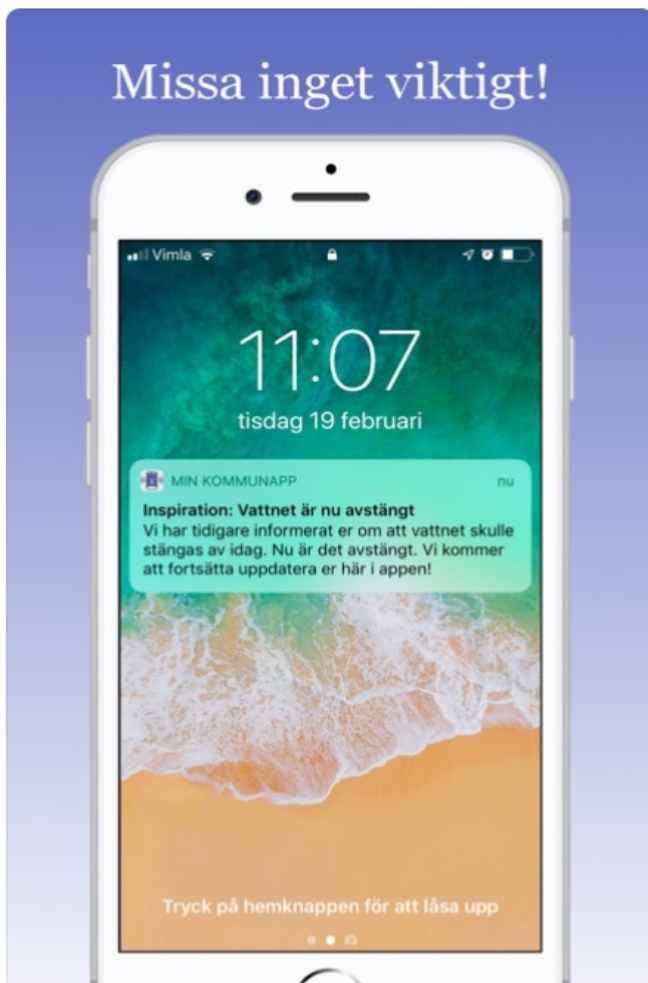 Missa inget viktigt!
Vimla
11:07
tisdag 19 februari
MIN KOMMUNAPP nu
Inspiration: Vattnet är nu avstängt
Vi har tidigare informerat er om att vattnet skulle
stängas av idag. Nu är det avstängt. Vi kommer
att fortsätta uppdatera er här i appen!
Tryck på hemknappen för att låsa upp